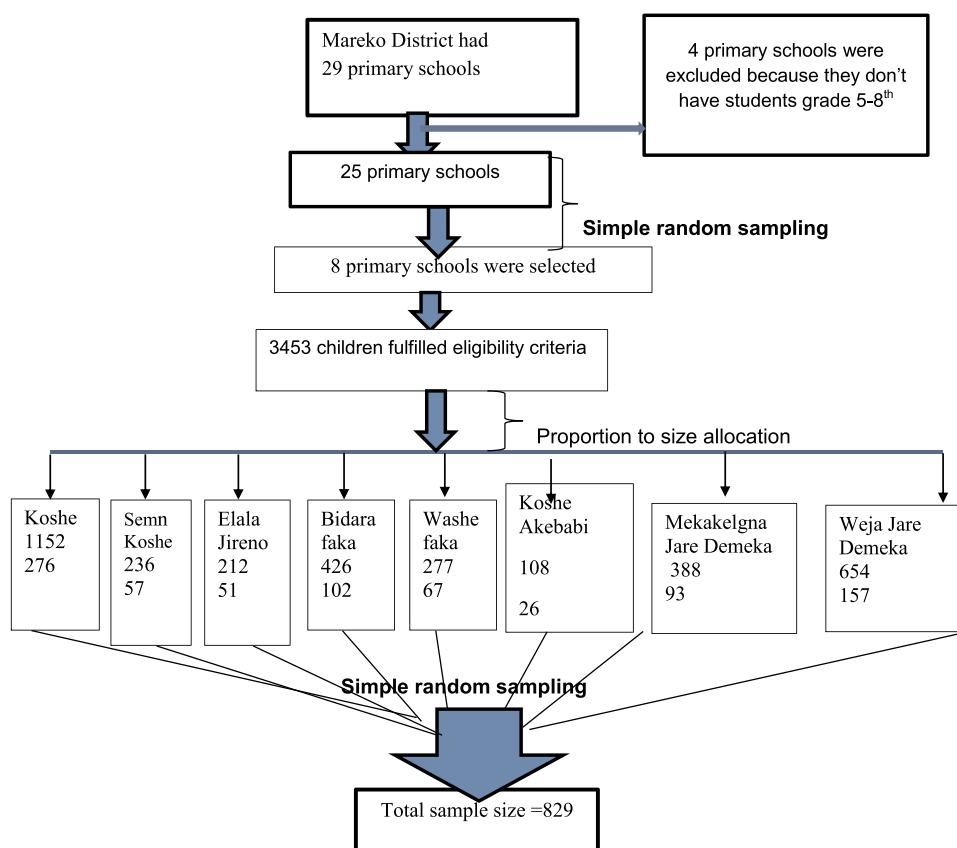 Mareko District had
29 primary schools
4 primary schools were
excluded because they don’t
have students grade 5-8th
25 primary schools
Simple random sampling
8 primary schools were selected
3453 children fulfilled eligibility criteria
Proportion to size allocation
Koshe
1152
276
Semn
Koshe
236
57
Elala
Jireno
212
51
Bidara
faka
426
102
Washe
faka
277
67
Koshe
Akebabi
108
26
Mekakelgna
Jare Demeka
388
93
Weja Jare
Demeka
654
157
Simple random sampling
Total sample size =829